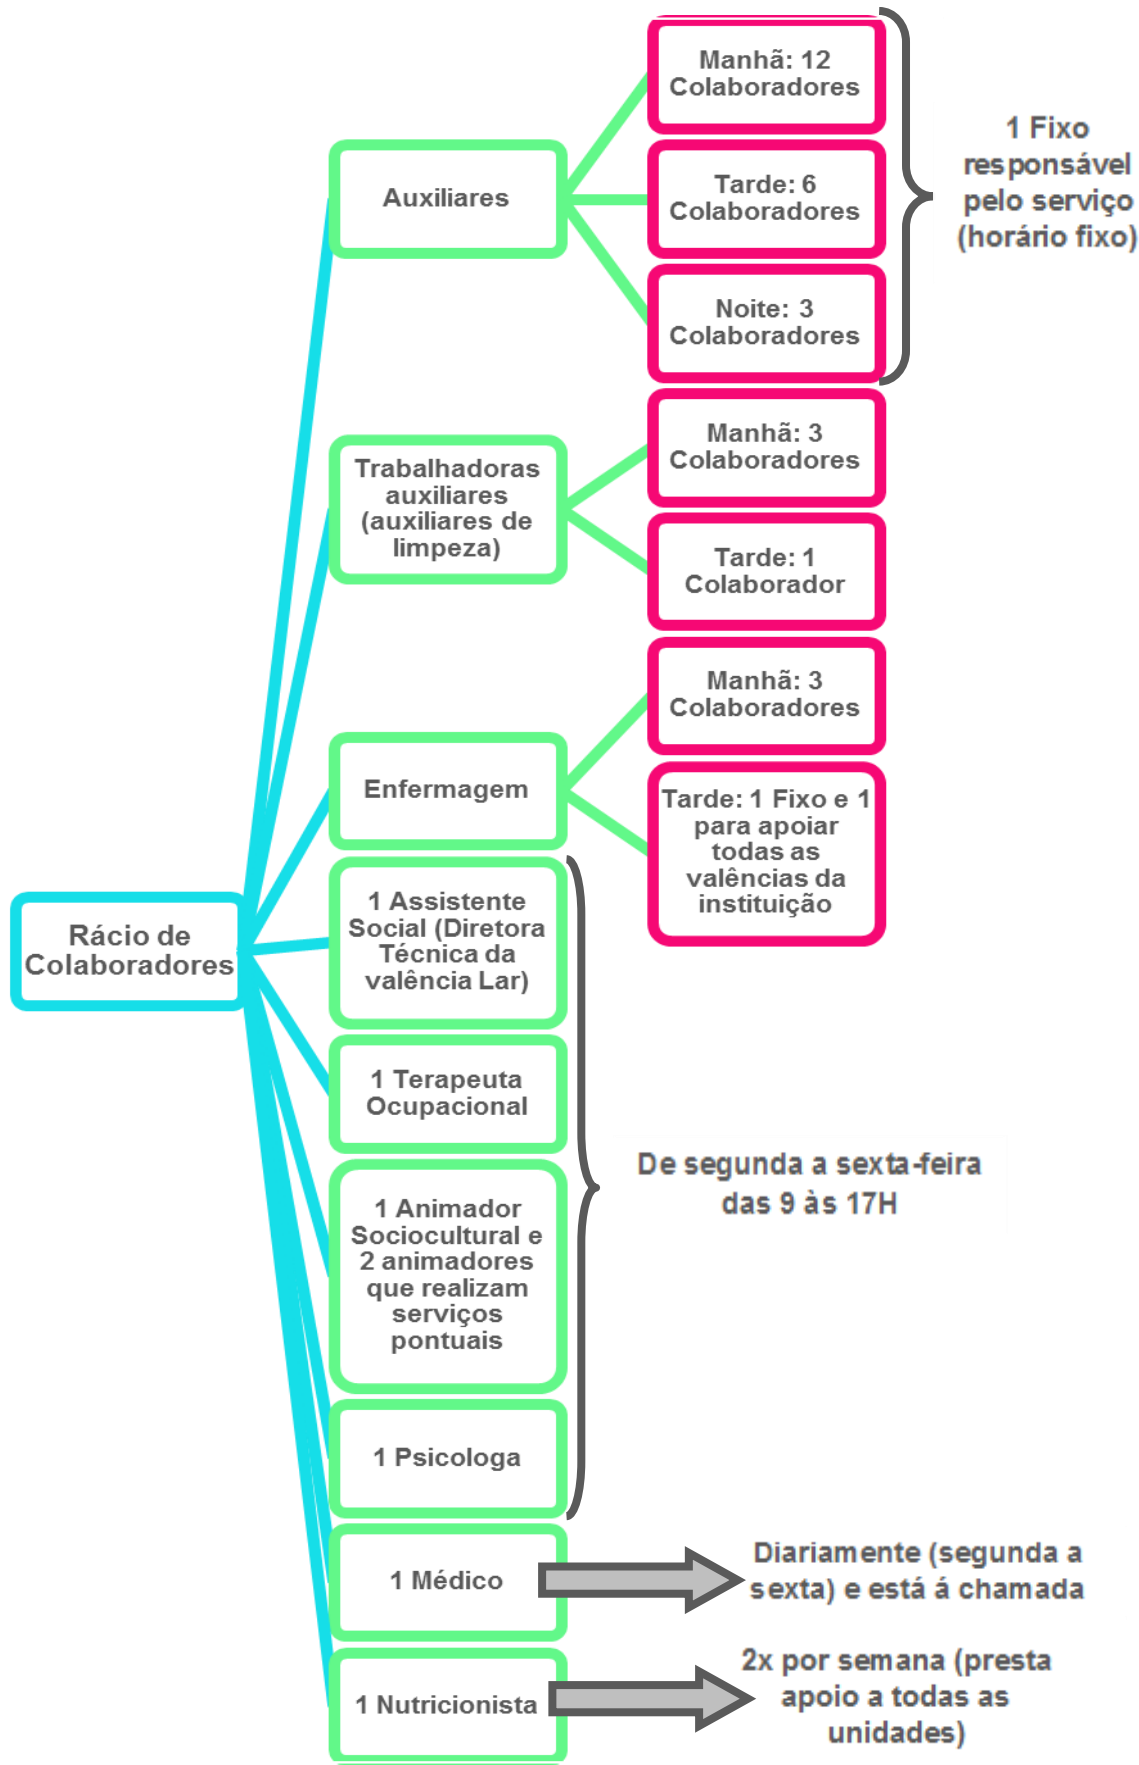 Rácio de
Colaboradores
Auxiliares
Manhã: 12
Colaboradores
Tarde: 6
Colaboradores
Noite: 3
Colaboradores
1 Fixo
responsável
pelo serviço
(horário fixo)
Trabalhadoras
auxiliares
(auxiliares de
limpeza)
Manhã: 3
Colaboradores
Tarde: 1
Colaborador
Enfermagem
Manhã: 3
Colaboradores
Tarde: 1 Fixo e 1
para apoiar
todas as
valências da
instituição
1 Assistente
Social (Diretora
Técnica da
valência Lar)
1 Terapeuta
Ocupacional
1 Animador
Sociocultural e
2 animadores
que realizam
serviços
pontuais
1 Psicologa
De segunda a sexta-feira
das 9 às 17H
1 Médico
Diariamente (segunda a
sexta) e está á chamada
1 Nutricionista
2x por semana (presta
apoio a todas as
unidades)